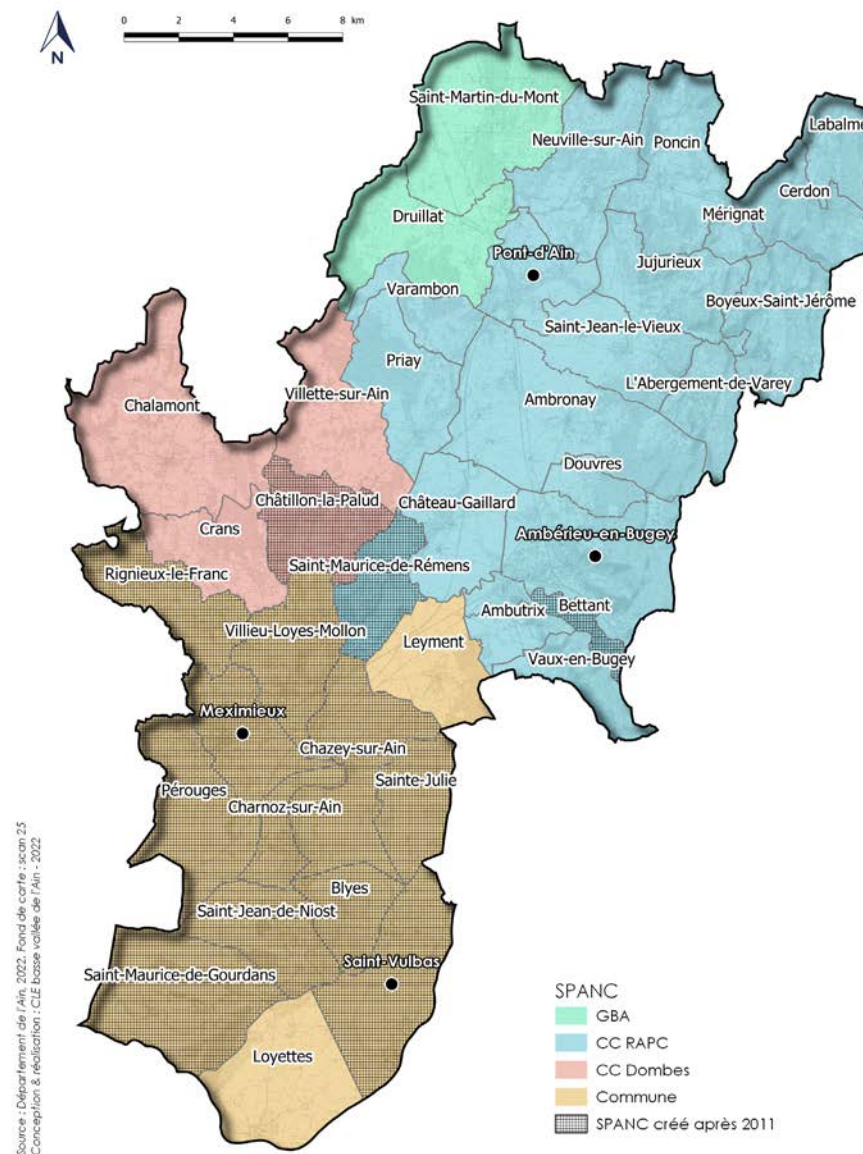 N
0 2 4 6 8 km
Saint-Martin-du-Mont
Neuville-sur-Ain
Poncin
Labalme
Cerdon
Mérignat
Druillat
Pont-d'Ain
Jujurieux
Varambon
Boyeux-Saint-Jérôme
Saint-Jean-le-Vieux
Priay
L'Abergement-de-Varey
Villette-sur-Ain
Ambronay
Chalamont
Douvres
Châtillon-la-Palud
Château-Gaillard
Crans
Ambérieu-en-Bugey
Saint-Maurice-de-Rémens
Rignieux-le-Franc
Ambutrix
Bettant
Villieu-Loyes-Mollon
Leyment
Vaux-en-Bugey
Meximieux
Chazey-sur-Ain
Sainte-Julie
Pérouges
Charnoz-sur-Ain
Blyes
Saint-Jean-de-Niost
Saint-Vulbas
Saint-Maurice-de-Gourdans
Loyettes
SPANC
GBA
CC RAPC
CC Dombes
Commune
SPANC créé après 2011
Source : Département de l'Ain, 2022. Fond de carte : scan 25
Conception & réalisation : CLE basse vallée de l'Ain - 2022